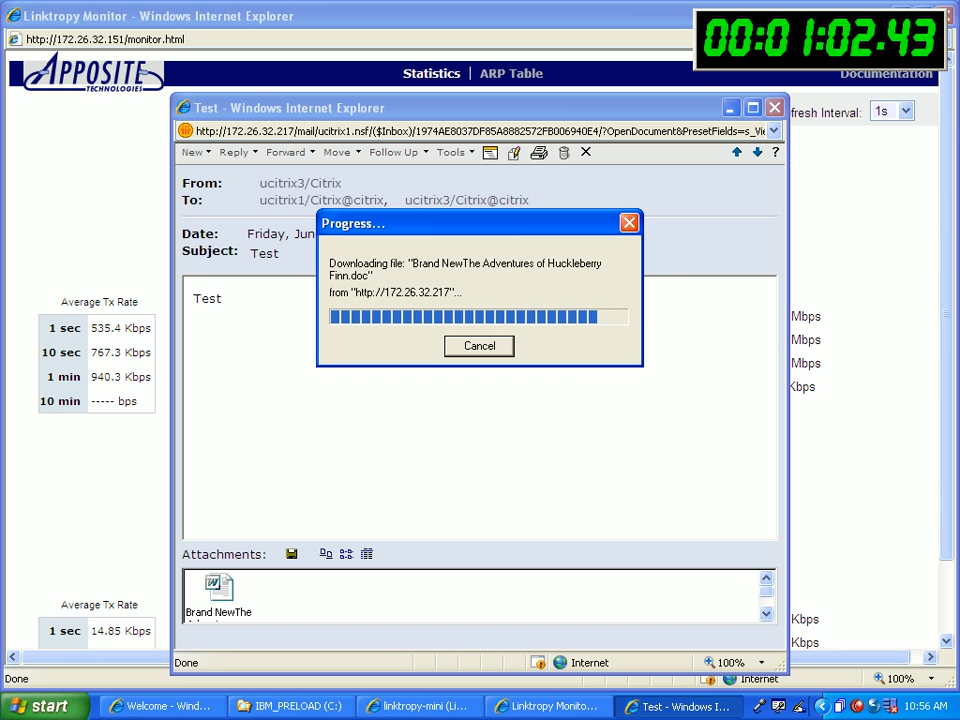 Linktropy Monitor - Windows Internet Explorer
00:01:02.43
http://172.26.32.151/monitor.html
APPOSITE
TECHNOLOGIES
Statistics | ARP Table
Documentation
fresh Interval: 1s
Test - Windows Internet Explorer
http://172.26.32.217/mail/ucitrix1.nsf/($Inbox)/1974AE8037DF85A8882572FB006940E4/?OpenDocument&PresetFields=s_Vie
New Reply Forward Move Follow Up Tools ?
From: ucitrix3/Citrix
To: ucitrix1/Citrix@citrix, ucitrix3/Citrix@citrix
Date: Friday, Jun
Subject: Test
Test
Progress...
Downloading file: "Brand NewThe Adventures of Huckleberry
Finn.doc"
from "http://172.26.32.217"...
Cancel
Average Tx Rate
1 sec 535.4 Kbps
10 sec 767.3 Kbps
1 min 940.3 Kbps
10 min ----- bps
Mbps
Mbps
Mbps
Kbps
Attachments:
Brand NewThe
Average Tx Rate
1 sec 14.85 Kbps
Kbps
Kbps
Done Internet 100%
Done Internet 100%
start Welcome - Wind... IBM_PRELOAD (C:) linktropy-mini (Li... Linktropy Monito... Test - Windows I... 10:56 AM